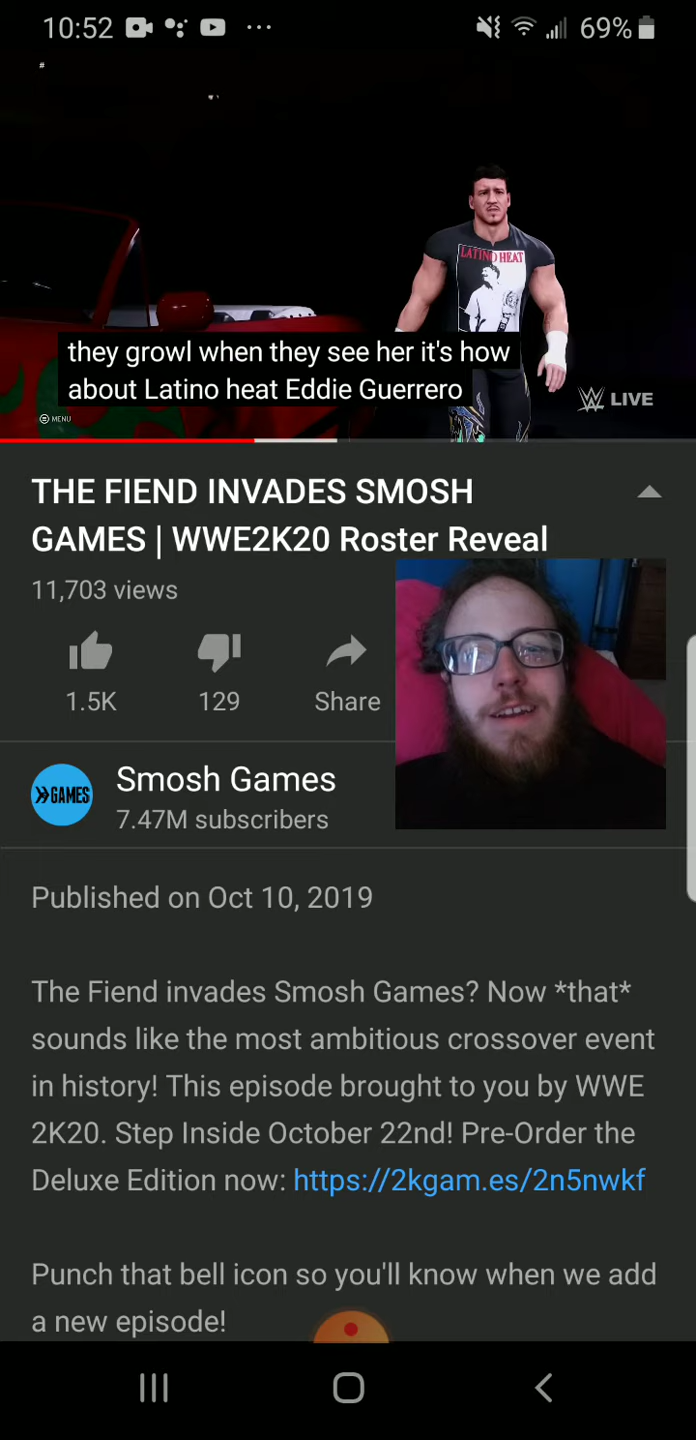 10:52
69%
LATINO HEAT
they growl when they see her it's how
about Latino heat Eddie Guerrero
MENU
W LIVE
THE FIEND INVADES SMOSH
GAMES | WWE2K20 Roster Reveal
11,703 views
1.5K
129
Share
GAMES
Smosh Games
7.47M subscribers
Published on Oct 10, 2019
The Fiend invades Smosh Games? Now *that*
sounds like the most ambitious crossover event
in history! This episode brought to you by WWE
2K20. Step Inside October 22nd! Pre-Order the
Deluxe Edition now: https://2kgam.es/2n5nwkf
Punch that bell icon so you'll know when we add
a new episode!